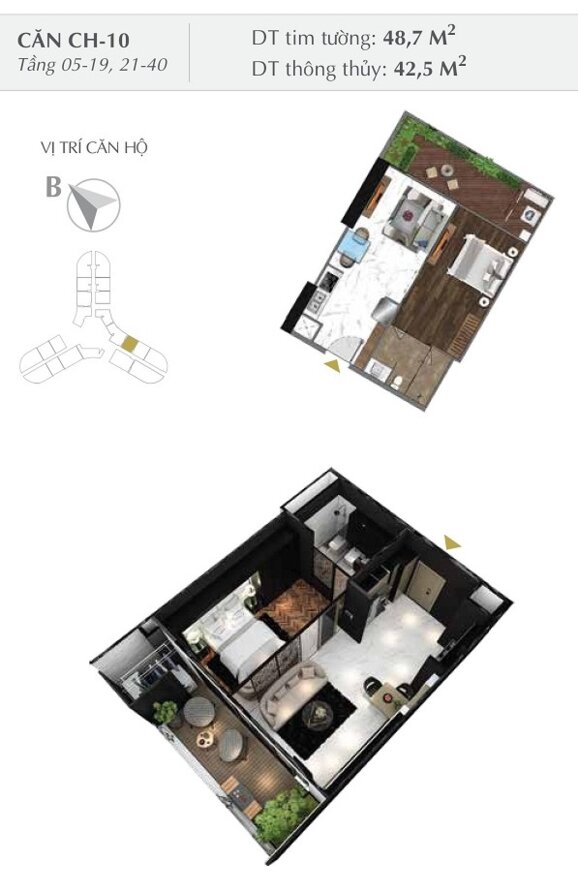 CĂN CH-10
Tầng 05-19, 21-40
DT tim tường: 48,7 M²
DT thông thủy: 42,5 M²
VỊ TRÍ CĂN HỘ
B